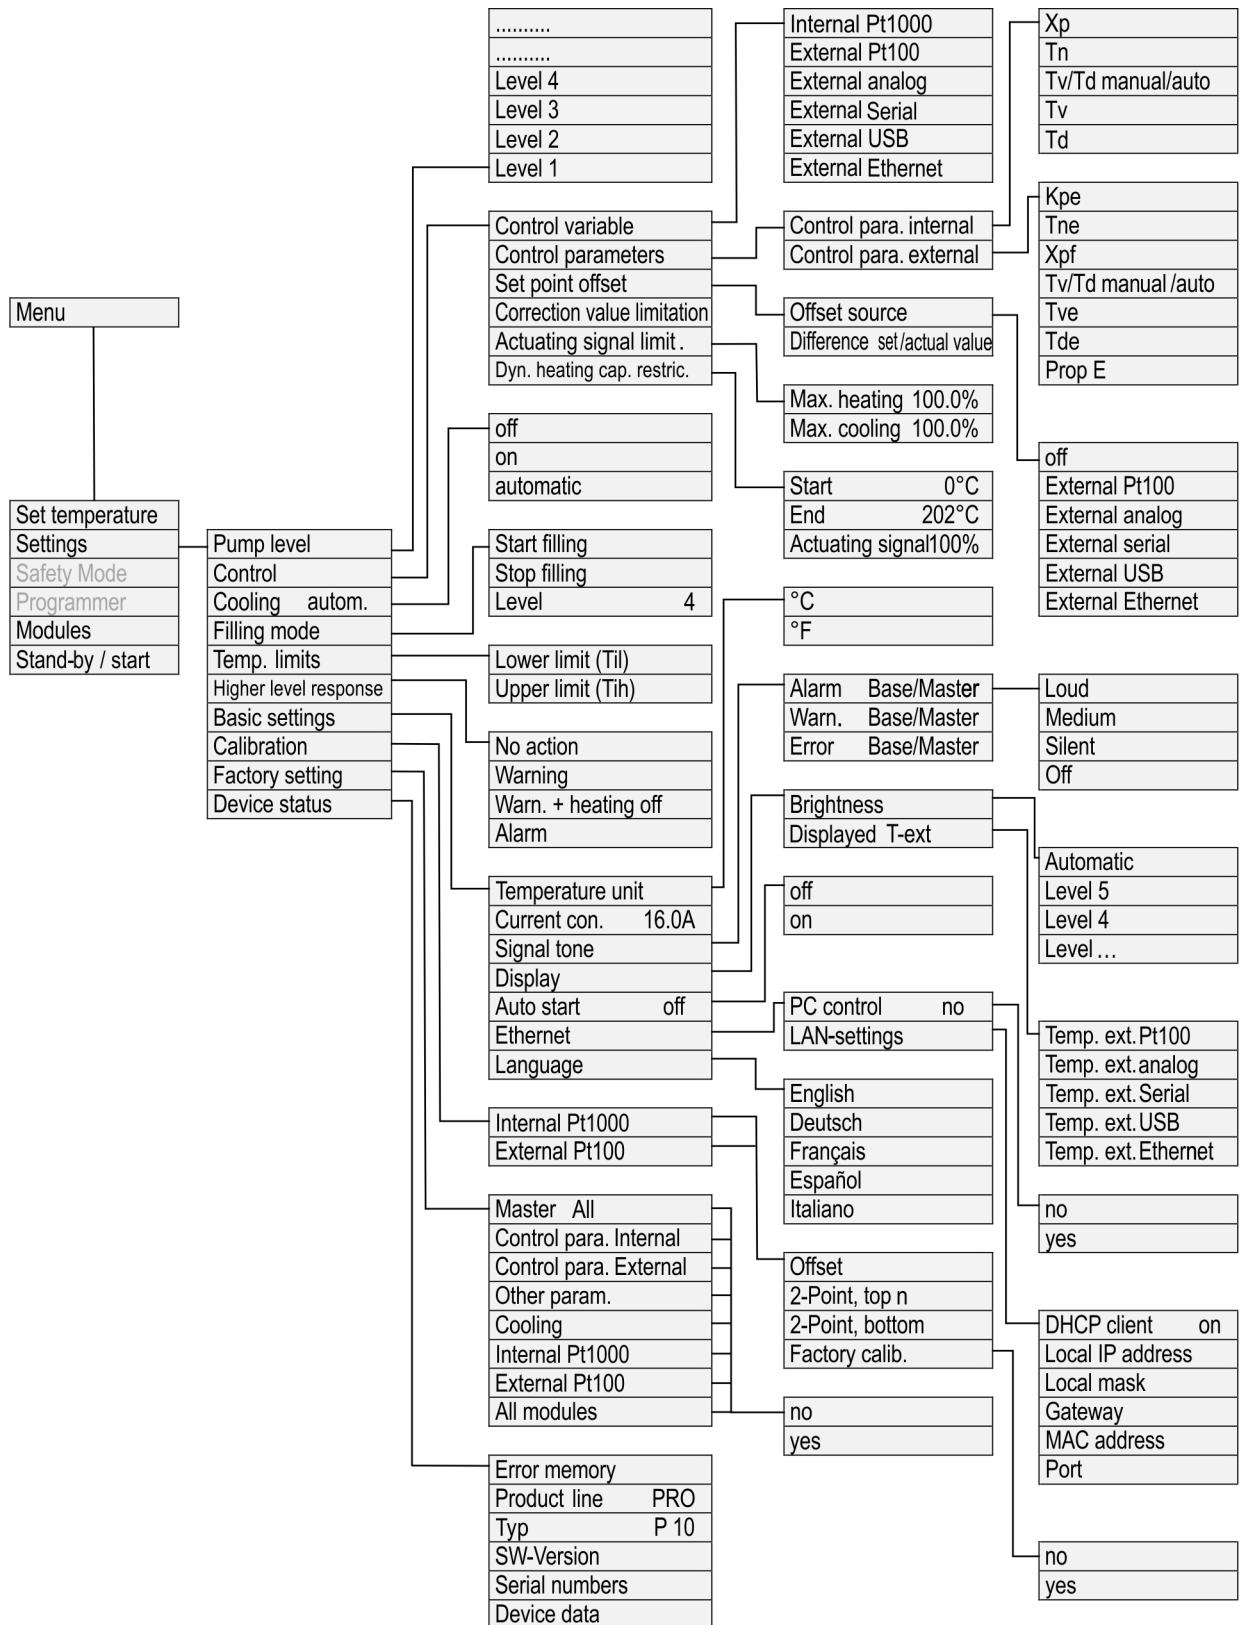 Menu
Set temperature
Settings
Safety Mode
Programmer
Modules
Stand-by / start
Pump level
Control
Cooling autom.
Filling mode
Temp. limits
Higher level response
Basic settings
Calibration
Factory setting
Device status
..........
..........
Level 4
Level 3
Level 2
Level 1
Control variable
Control parameters
Set point offset
Correction value limitation
Actuating signal limit .
Dyn. heating cap. restric.
off
on
automatic
Start filling
Stop filling
Level 4
Lower limit (Til)
Upper limit (Tih)
No action
Warning
Warn. + heating off
Alarm
Temperature unit
Current con. 16.0A
Signal tone
Display
Auto start off
Ethernet
Language
Internal Pt1000
External Pt100
Master All
Control para. Internal
Control para. External
Other param.
Cooling
Internal Pt1000
External Pt100
All modules
Error memory
Product line PRO
Typ P 10
SW-Version
Serial numbers
Device data
Internal Pt1000
External Pt100
External analog
External Serial
External USB
External Ethernet
Control para. internal
Control para. external
Offset source
Difference set/actual value
Max. heating 100.0%
Max. cooling 100.0%
Start 0°C
End 202°C
Actuating signal100%
°C
°F
Alarm Base/Master
Warn. Base/Master
Error Base/Master
Brightness
Displayed T-ext
off
on
PC control no
LAN-settings
English
Deutsch
Français
Español
Italiano
Offset
2-Point, top n
2-Point, bottom
Factory calib.
no
yes
Xp
Tn
Tv/Td manual/auto
Tv
Td
Kpe
Tne
Xpf
Tv/Td manual /auto
Tve
Tde
Prop E
off
External Pt100
External analog
External serial
External USB
External Ethernet
Loud
Medium
Silent
Off
Automatic
Level 5
Level 4
Level ...
Temp. ext. Pt100
Temp. ext. analog
Temp. ext. Serial
Temp. ext. USB
Temp. ext. Ethernet
no
yes
DHCP client on
Local IP address
Local mask
Gateway
MAC address
Port
no
yes